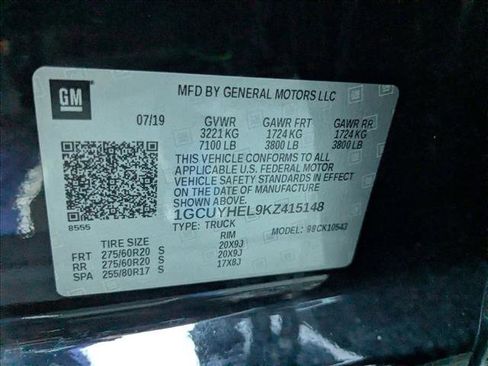 GM
MFD BY GENERAL MOTORS LLC
07/19 GVWR GAWR FRT GAWR RR
3221 KG 1724 KG 1724 KG
7100 LB 3800 LB 3800 LB
THIS VEHICLE CONFORMS TO ALL
APPLICABLE U.S. FEDERAL MOTOR
VEHICLE SAFETY STANDARDS IN EFFECT
ON THE DATE OF MANUFACTURE
SHOWN ABOVE.
8555
1GCUYHEL9KZ415148
TYPE: TRUCK MODEL: 98CK10543
RIM
FRT 275/60R20 S 20X9J
RR 275/60R20 S 20X9J
SPA 255/80R17 S 17X8J